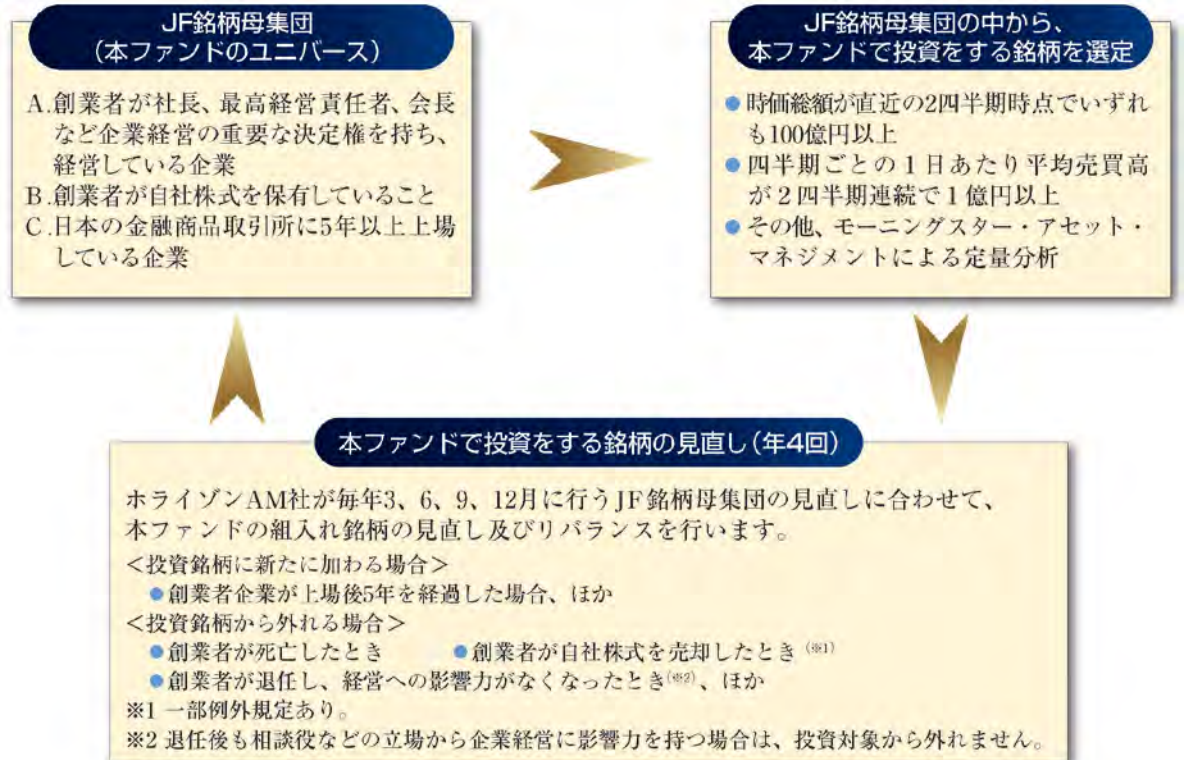 JF銘柄母集団
(本ファンドのユニバース)
A.創業者が社長、最高経営責任者、会長
など企業経営の重要な決定権を持ち、
経営している企業
B.創業者が自社株式を保有していること
C.日本の金融商品取引所に5年以上上場
している企業
JF銘柄母集団の中から、
本ファンドで投資をする銘柄を選定
●時価総額が直近の2四半期時点でいずれ
も100億円以上
●四半期ごとの1日あたり平均売買高
が2四半期連続で1億円以上
●その他、モーニングスター・アセット・
マネジメントによる定量分析
本ファンドで投資をする銘柄の見直し(年4回)
ホライゾンAM社が毎年3、6、9、12月に行うJF銘柄母集団の見直しに合わせて、
本ファンドの組入れ銘柄の見直し及びリバランスを行います。
<投資銘柄に新たに加わる場合>
●創業者企業が上場後5年を経過した場合、ほか
<投資銘柄から外れる場合>
●創業者が死亡したとき ●創業者が自社株式を売却したとき(※1)
●創業者が退任し、経営への影響力がなくなったとき(※2)、ほか
※1 一部例外規定あり。
※2 退任後も相談役などの立場から企業経営に影響力を持つ場合は、投資対象から外れません。